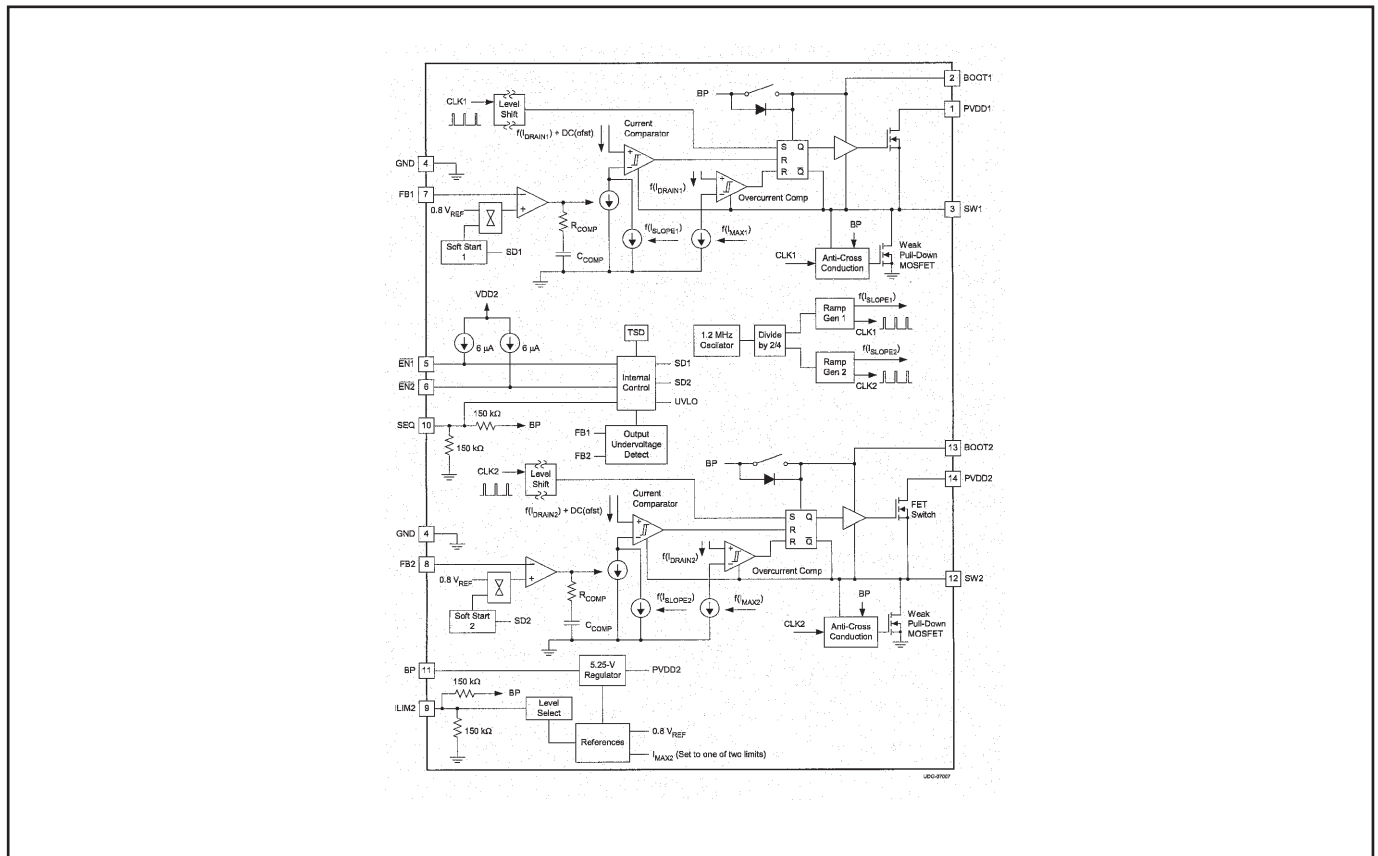 2 BOOT1
BP
CLK1
Level
Shift
1 PVDD1
f(IDRAIN1) + DC(ofst)
Current
Comparator
S Q
R
R Q̅
GND 4
FB1 7
0.8 VREF
Soft Start
1
SD1
RCOMP
CCOMP
f(IDRAIN1)
Overcurrent Comp
f(ISLOPE1)
f(IMAX1)
3 SW1
BP
CLK1
Anti-Cross
Conduction
Weak
Pull-Down
MOSFET
VDD2
6 µA
6 µA
E̅N̅1̅ 5
E̅N̅2̅ 6
TSD
Internal
Control
SD1
SD2
UVLO
1.2 MHz
Oscilator
Divide
by 2/4
Ramp
Gen 1
f(ISLOPE1)
CLK1
Ramp
Gen 2
f(ISLOPE2)
CLK2
SEQ 10
150 kΩ
BP
150 kΩ
FB1
FB2
Output
Undervoltage
Detect
13 BOOT2
BP
CLK2
Level
Shift
14 PVDD2
FET
Switch
f(IDRAIN2) + DC(ofst)
Current
Comparator
S Q
R
R Q̅
GND 4
FB2 8
0.8 VREF
Soft Start
2
SD2
RCOMP
CCOMP
f(IDRAIN2)
Overcurrent Comp
f(ISLOPE2)
f(IMAX2)
12 SW2
BP
CLK2
Anti-Cross
Conduction
Weak
Pull-Down
MOSFET
BP 11
5.25-V
Regulator
PVDD2
150 kΩ
BP
ILIM2 9
150 kΩ
Level
Select
References
0.8 VREF
IMAX2 (Set to one of two limits)
UDG-07007